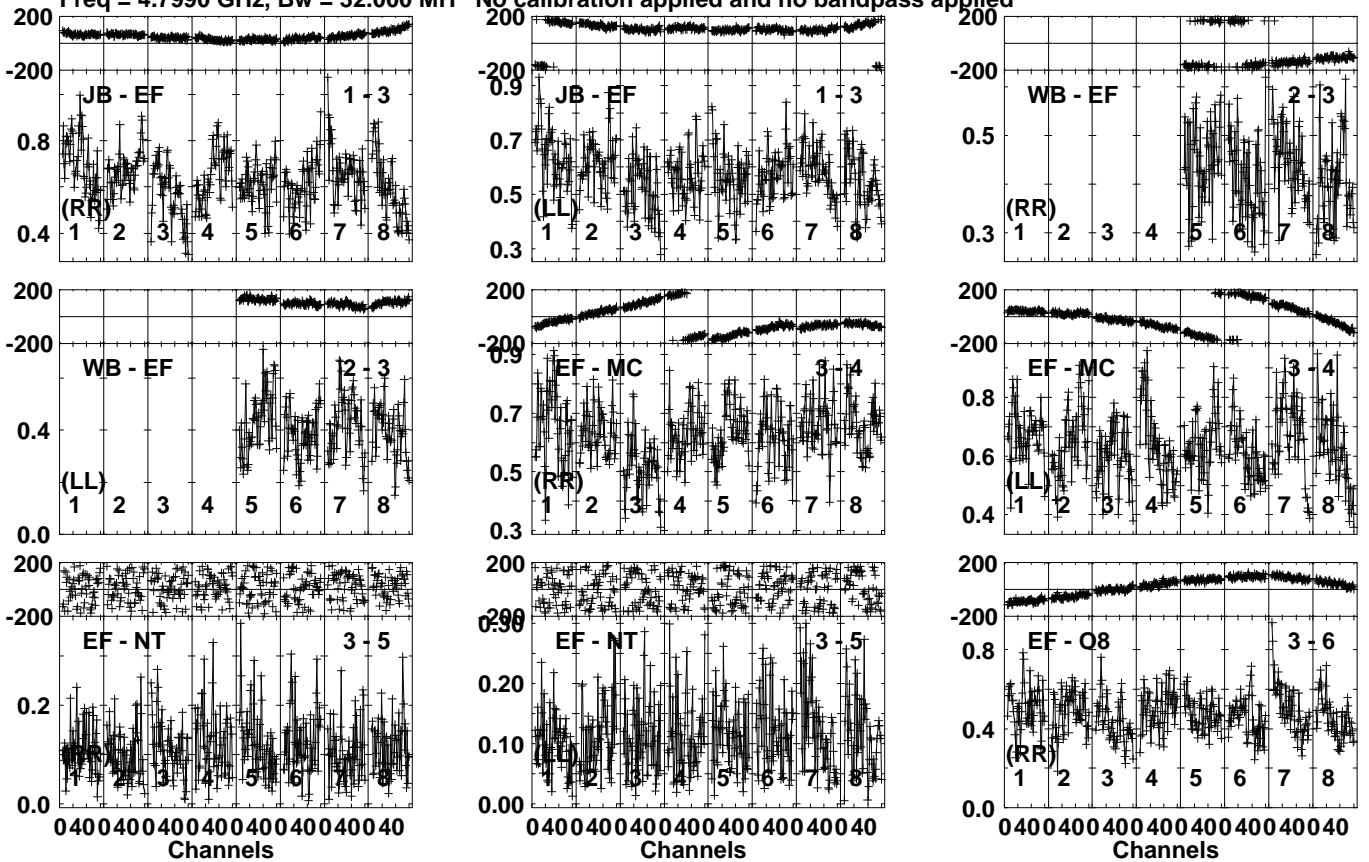 Freq = 4.7990 GHz, Bw = 32.000 MH No calibration applied and no bandpass applied
200 200 200
-200 -200 -200
JB - EF 1 - 3 0.9 JB - EF 1 - 3 WB - EF 2 - 3
0.8 0.7 0.5
0.5
(RR) (LL) (RR)
0.4 1 2 3 4 5 6 7 8 0.3 1 2 3 4 5 6 7 8 0.3 1 2 3 4 5 6 7 8
200 200 200
-200 -200 -200
WB - EF 2 - 3 0.9 EF - MC 3 - 4 EF - MC 3 - 4
0.4 0.7 0.8
0.5 0.6
(LL) (RR) (LL)
1 2 3 4 5 6 7 8 1 2 3 4 5 6 7 8 1 2 3 4 5 6 7 8
0.0 0.3 0.4
200 200 200
-200 -200 -200
EF - NT 3 - 5 0.30 EF - NT 3 - 5 EF - O8 3 - 6
0.8
0.2 0.20
0.10 0.4
(RR) (LL) (RR)
1 2 3 4 5 6 7 8 1 2 3 4 5 6 7 8 1 2 3 4 5 6 7 8
0.0 0.00 0.0
0 40 0 40 0 40 0 40 0 40 0 40 0 40 0 40 0 40 0 40 0 40 0 40 0 40 0 40 0 40 0 40 0 40 0 40 0 40 0 40 0 40 0 40 0 40 0 40
Channels Channels Channels